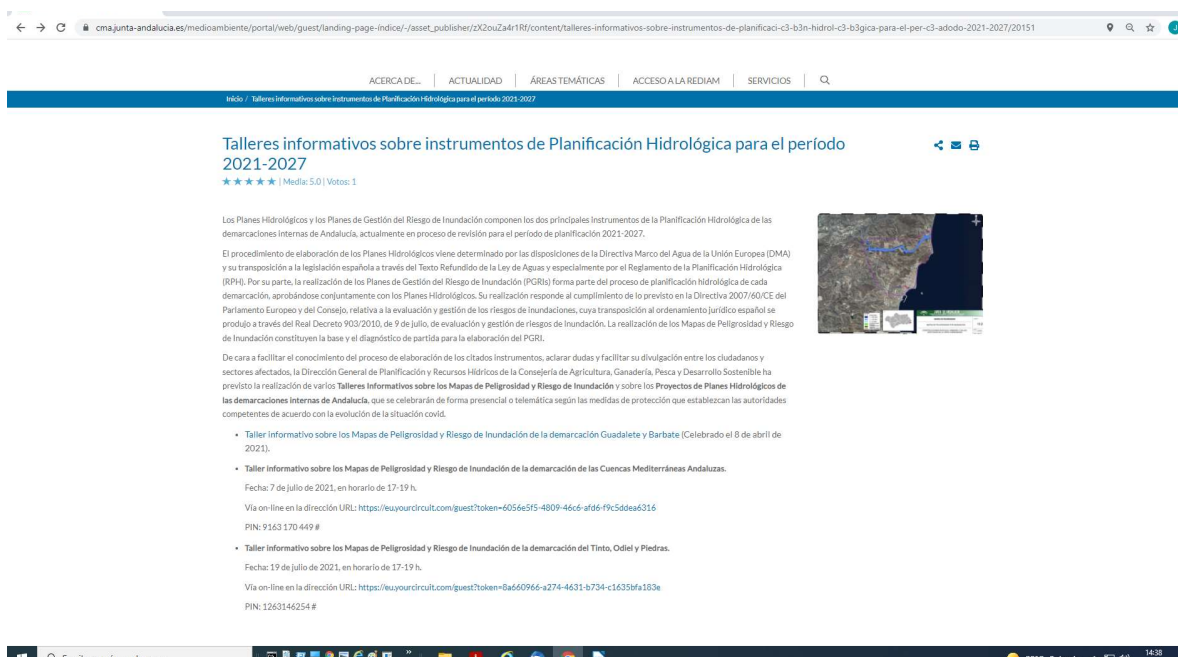 cma.junta-andalucia.es/medioambiente/portal/web/guest/landing-page-índice/-/asset_publisher/zX2ouZa4r1Rf/content/talleres-informativos-sobre-instrumentos-de-planificaci-c3-b3n-hidrol-c3-b3gica-para-el-per-c3-adodo-2021-2027/20151
ACERCA DE... ACTUALIDAD ÁREAS TEMÁTICAS ACCESO A LA REDIAM SERVICIOS
Inicio / Talleres informativos sobre instrumentos de Planificación Hidrológica para el período 2021-2027
Talleres informativos sobre instrumentos de Planificación Hidrológica para el período
2021-2027
| Media: 5.0 | Votos: 1
Los Planes Hidrológicos y los Planes de Gestión del Riesgo de Inundación componen los dos principales instrumentos de la Planificación Hidrológica de las
demarcaciones internas de Andalucía, actualmente en proceso de revisión para el período de planificación 2021-2027.
El procedimiento de elaboración de los Planes Hidrológicos viene determinado por las disposiciones de la Directiva Marco del Agua de la Unión Europea (DMA)
y su transposición a la legislación española a través del Texto Refundido de la Ley de Aguas y especialmente por el Reglamento de la Planificación Hidrológica
(RPH). Por su parte, la realización de los Planes de Gestión del Riesgo de Inundación (PGRIs) forma parte del proceso de planificación hidrológica de cada
demarcación, aprobándose conjuntamente con los Planes Hidrológicos. Su realización responde al cumplimiento de lo previsto en la Directiva 2007/60/CE del
Parlamento Europeo y del Consejo, relativa a la evaluación y gestión de los riesgos de inundaciones, cuya transposición al ordenamiento jurídico español se
produjo a través del Real Decreto 903/2010, de 9 de julio, de evaluación y gestión de riesgos de inundación. La realización de los Mapas de Peligrosidad y Riesgo
de Inundación constituyen la base y el diagnóstico de partida para la elaboración del PGRI.
De cara a facilitar el conocimiento del proceso de elaboración de los citados instrumentos, aclarar dudas y facilitar su divulgación entre los ciudadanos y
sectores afectados, la Dirección General de Planificación y Recursos Hídricos de la Consejería de Agricultura, Ganadería, Pesca y Desarrollo Sostenible ha
previsto la realización de varios Talleres Informativos sobre los Mapas de Peligrosidad y Riesgo de Inundación y sobre los Proyectos de Planes Hidrológicos de
las demarcaciones internas de Andalucía, que se celebrarán de forma presencial o telemática según las medidas de protección que establezcan las autoridades
competentes de acuerdo con la evolución de la situación covid.
• Taller informativo sobre los Mapas de Peligrosidad y Riesgo de Inundación de la demarcación Guadalete y Barbate (Celebrado el 8 de abril de
2021).
• Taller informativo sobre los Mapas de Peligrosidad y Riesgo de Inundación de la demarcación de las Cuencas Mediterráneas Andaluzas.
Fecha: 7 de julio de 2021, en horario de 17-19 h.
Vía on-line en la dirección URL: https://eu.yourcircuit.com/guest?token=6056e5f5-4809-46c6-afd6-f9c5ddea6316
PIN: 9163 170 449 #
• Taller informativo sobre los Mapas de Peligrosidad y Riesgo de Inundación de la demarcación del Tinto, Odiel y Piedras.
Fecha: 19 de julio de 2021, en horario de 17-19 h.
Vía on-line en la dirección URL: https://eu.yourcircuit.com/guest?token=8a660966-a274-4631-b734-c1635bfa183e
PIN: 1263146254 #
14:38